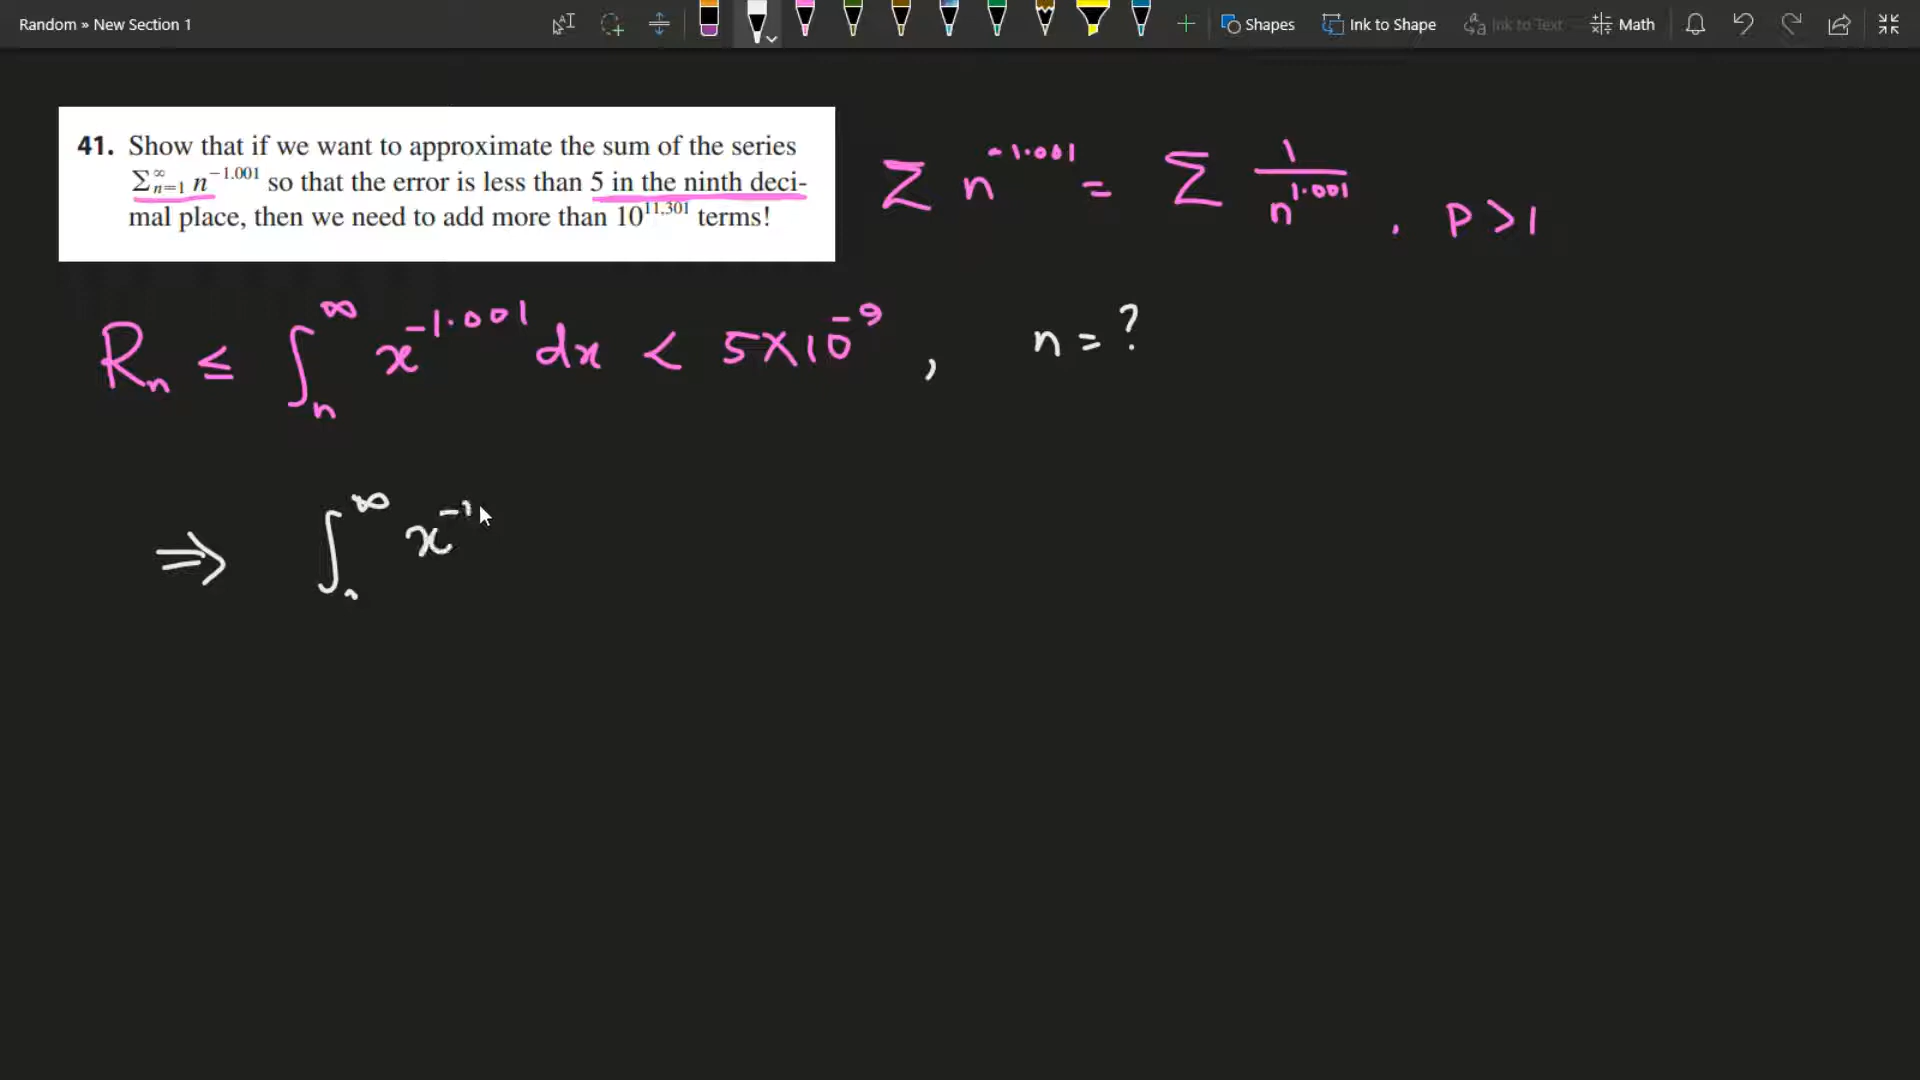 Random » New Section 1
Shapes Ink to Shape Ink to Text Math
41. Show that if we want to approximate the sum of the series
∑_{n=1}^{∞} n^{-1.001} so that the error is less than 5 in the ninth deci-
mal place, then we need to add more than 10^{11,301} terms!
∑ n^{-1.001} = ∑ 1/n^{1.001} , P > 1
R_n ≤ ∫_n^∞ x^{-1.001} dx < 5×10^{-9} , n = ?
⇒ ∫_n^∞ x^{-1}